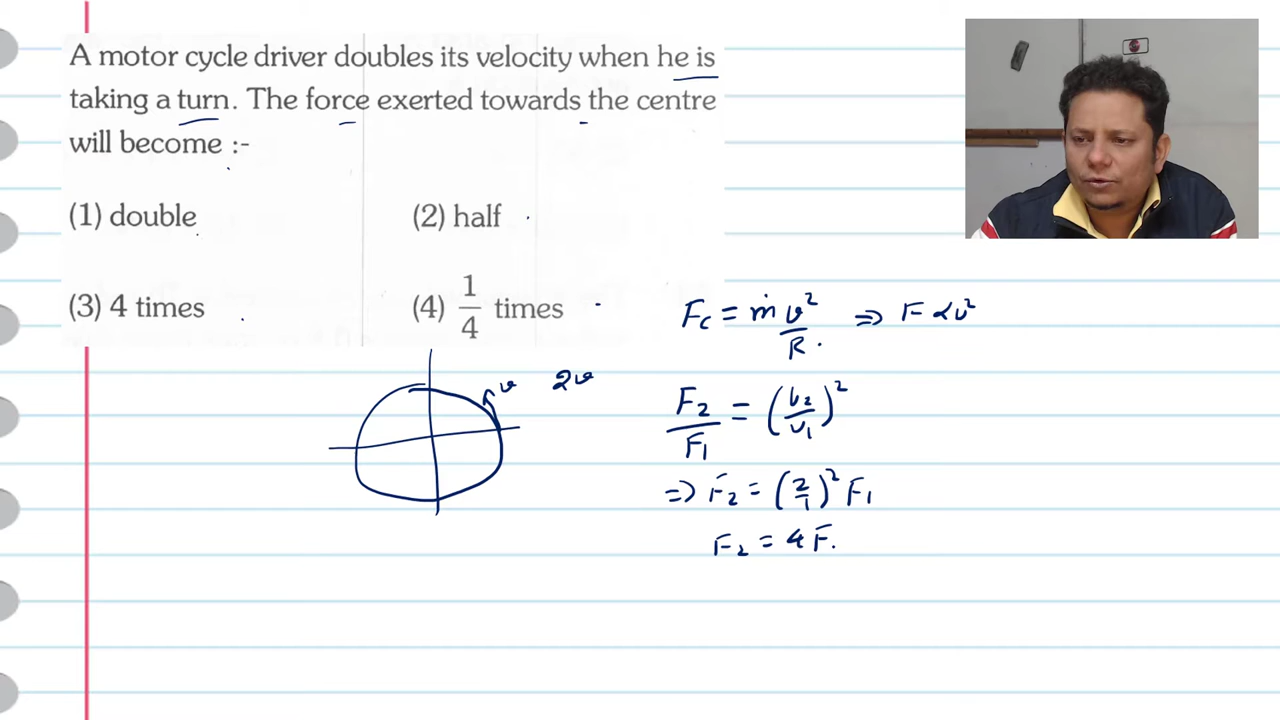 A motor cycle driver doubles its velocity when he is
taking a turn. The force exerted towards the centre
will become :-
(1) double
(2) half
(3) 4 times
(4) 1/4 times
Fc = mv²/R ⇒ F ∝ v²
v 2v
F2/F1 = (v2/v1)²
⇒ F2 = (2/1)² F1
F2 = 4F.